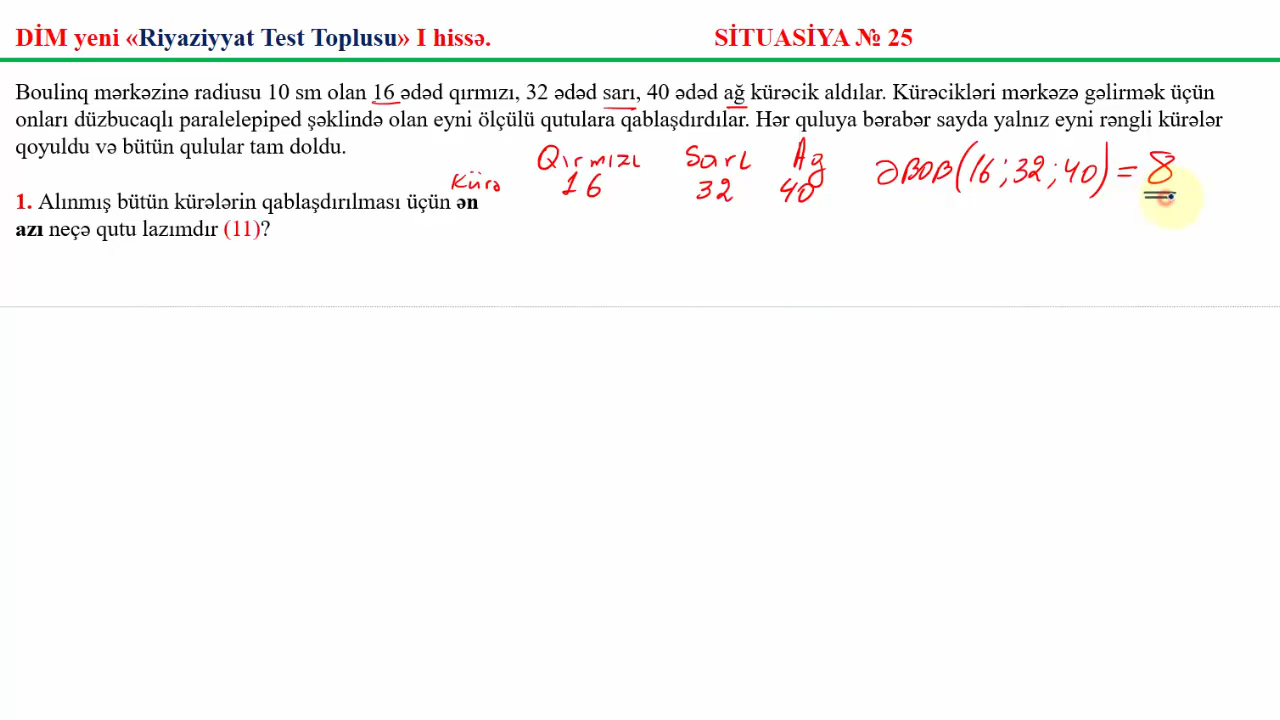 DİM yeni «Riyaziyyat Test Toplusu» I hissə. SİTUASİYA № 25
Boulinq mərkəzinə radiusu 10 sm olan 16 ədəd qırmızı, 32 ədəd sarı, 40 ədəd ağ kürəcik aldılar. Kürəcikləri mərkəzə gəlirmək üçün
onları düzbucaqlı paralelepiped şəklində olan eyni ölçülü qutulara qablaşdırdılar. Hər quluya bərabər sayda yalnız eyni rəngli kürələr
qoyuldu və bütün qulular tam doldu.
Qırmızı Sarı Ag
Kürə 16 32 40 ƏBOB(16;32;40)=8
1. Alınmış bütün kürələrin qablaşdırılması üçün ən
azı neçə qutu lazımdır (11)?